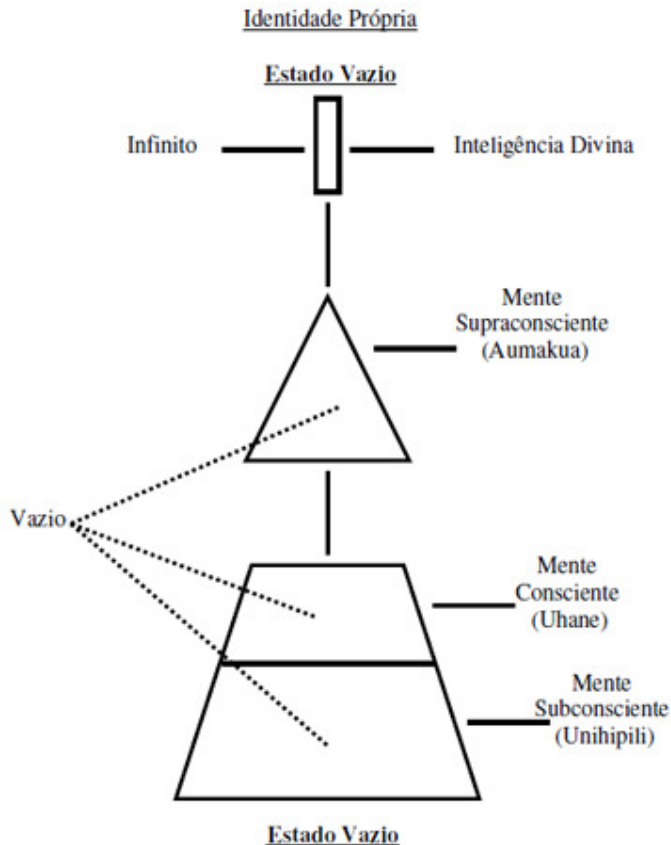 Identidade Própria
Estado Vazio
Infinito
Inteligência Divina
Mente
Supraconsciente
(Aumakua)
Vazio
Mente
Consciente
(Uhane)
Mente
Subconsciente
(Unihipili)
Estado Vazio